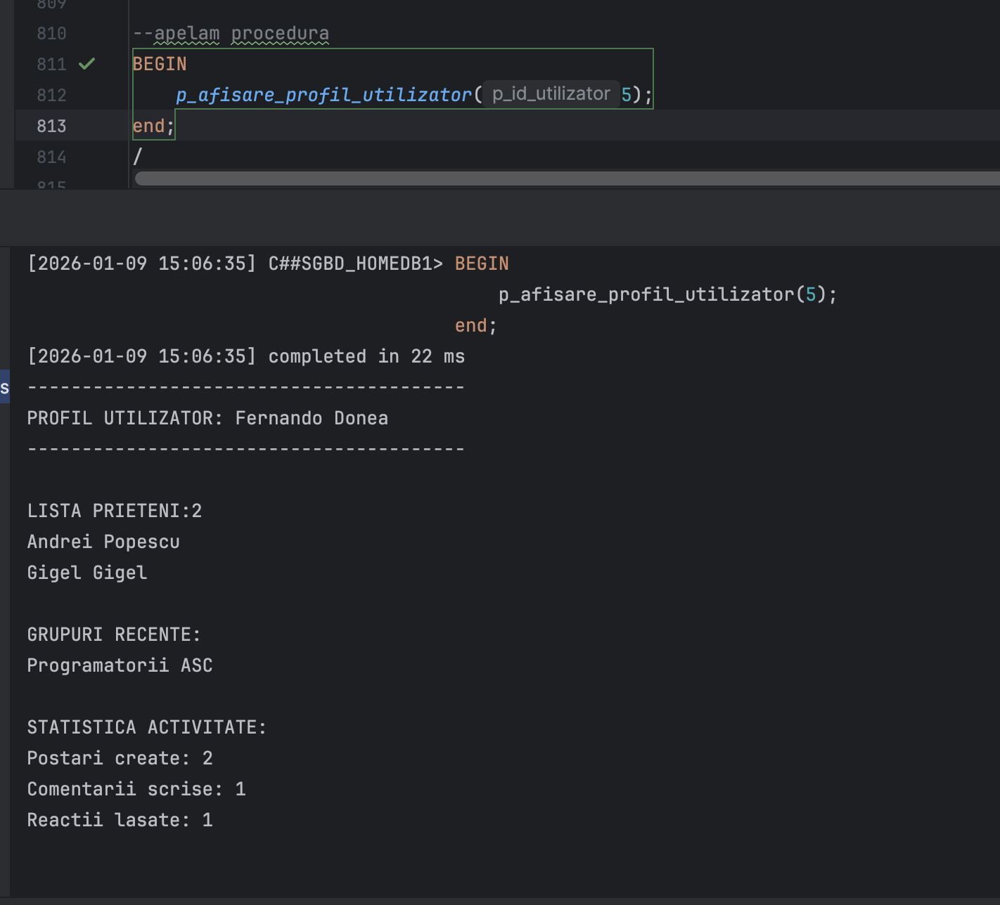 809
810 --apelam procedura
811 BEGIN
812 p_afisare_profil_utilizator( p_id_utilizator 5);
813 end;
814 /
815
[2026-01-09 15:06:35] C##SGBD_HOMEDB1> BEGIN
p_afisare_profil_utilizator(5);
end;
[2026-01-09 15:06:35] completed in 22 ms
s ----------------------------------------
PROFIL UTILIZATOR: Fernando Donea
----------------------------------------
LISTA PRIETENI:2
Andrei Popescu
Gigel Gigel
GRUPURI RECENTE:
Programatorii ASC
STATISTICA ACTIVITATE:
Postari create: 2
Comentarii scrise: 1
Reactii lasate: 1